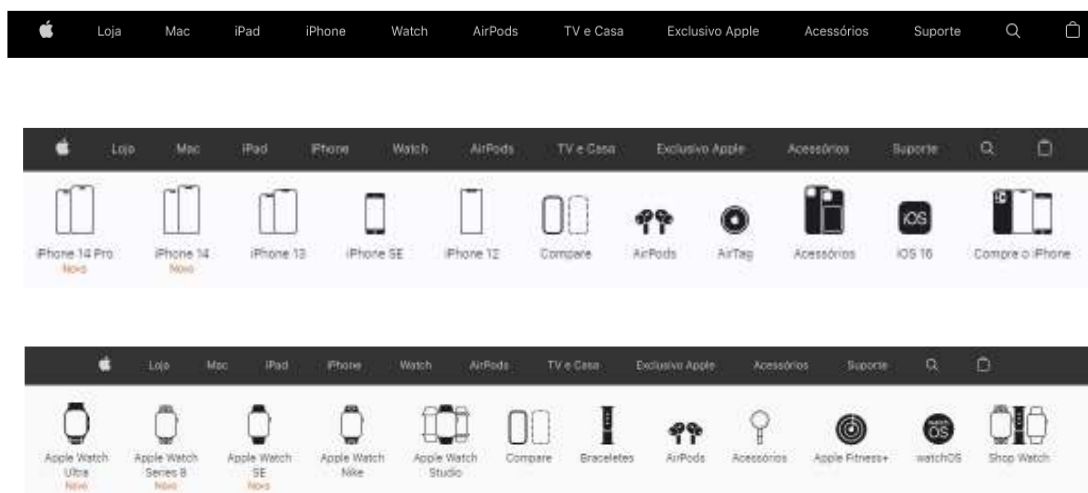 Loja Mac iPad iPhone Watch AirPods TV e Casa Exclusivo Apple Acessórios Suporte
Loja Mac iPad iPhone Watch AirPods TV e Casa Exclusivo Apple Acessórios Suporte
iOS
iPhone 14 Pro iPhone 14 iPhone 13 iPhone SE iPhone 12 Compare AirPods AirTag Acessórios iOS 16 Compre o iPhone
Novo Novo
Loja Mac iPad iPhone Watch AirPods TV e Casa Exclusivo Apple Acessórios Suporte
watch
OS
Apple Watch Apple Watch Apple Watch Apple Watch Apple Watch Compare Braceletes AirPods Acessórios Apple Fitness+ watchOS Shop Watch
Ultra Series 8 SE Nike Studio
Novo Novo Novo